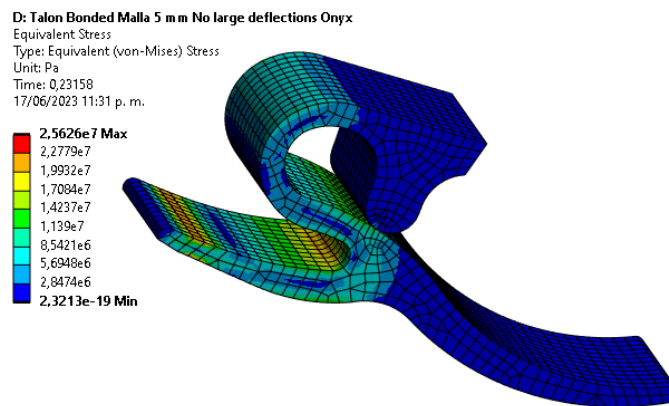 D: Talon Bonded Malla 5 mm No large deflections Onyx
Equivalent Stress
Type: Equivalent (von-Mises) Stress
Unit: Pa
Time: 0,23158
17/06/2023 11:31 p. m.
2,5626e7 Max
2,2779e7
1,9932e7
1,7084e7
1,4237e7
1,139e7
8,5421e6
5,6948e6
2,8474e6
2,3213e-19 Min